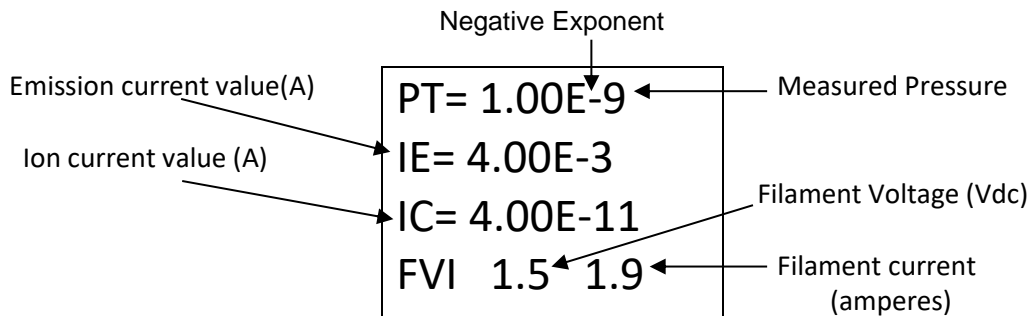 Negative Exponent
Emission current value(A)
PT= 1.00E-9
Measured Pressure
IE= 4.00E-3
Ion current value (A)
IC= 4.00E-11
Filament Voltage (Vdc)
FVI 1.5 1.9
Filament current
(amperes)